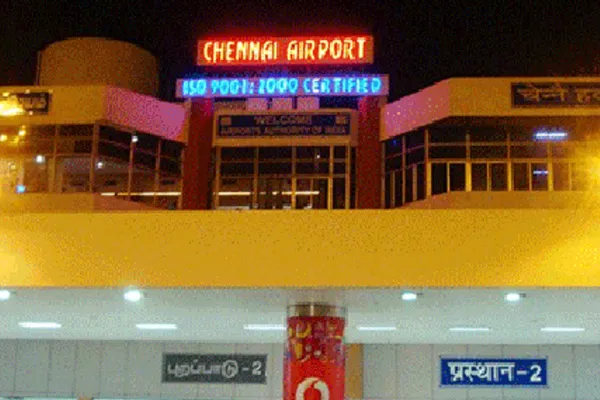 CHENNAI AIRPORT
ISO 9001:2000 CERTIFIED
WELCOME
AIRPORTS AUTHORITY OF INDIA
புறப்பாடு - 2
प्रस्थान - 2